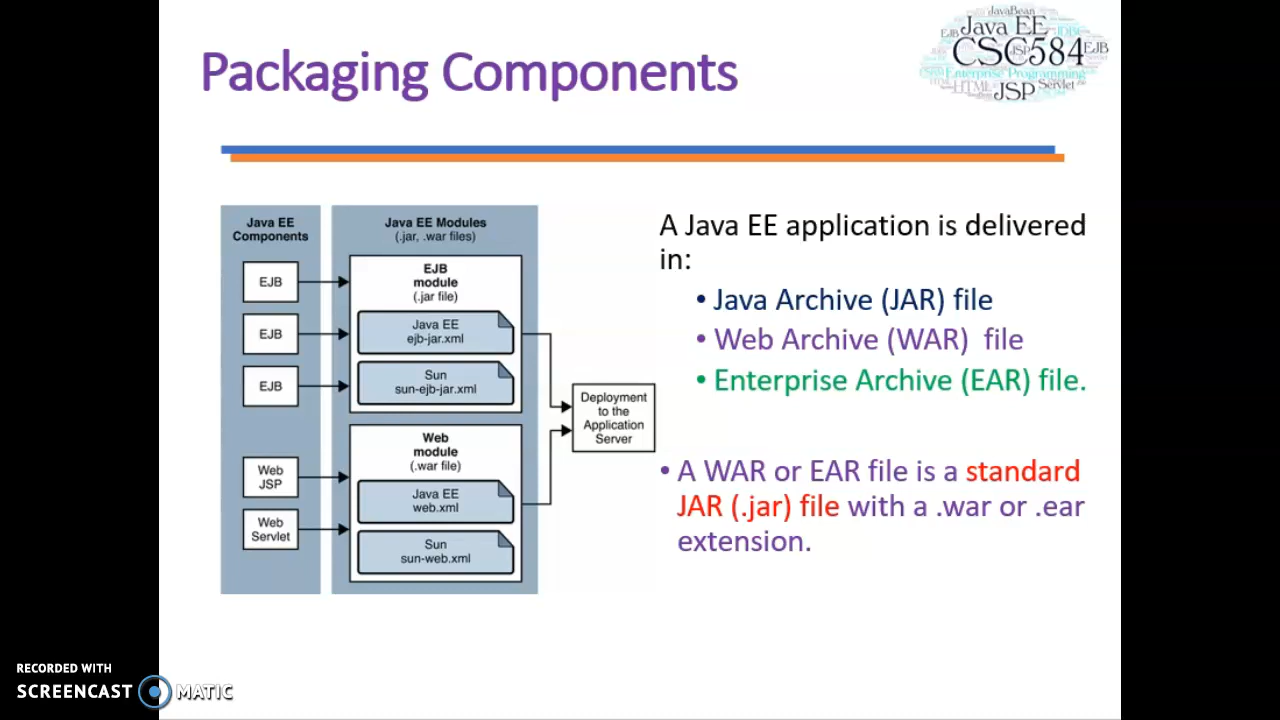 Packaging Components
JavaBean
Java EE
EJB
CSC584
JSP
EJB
Enterprise Programming
HTML
Servlet
JSP
Java EE
Components
EJB
EJB
EJB
Web
JSP
Web
Servlet
Java EE Modules
(.jar, .war files)
EJB
module
(.jar file)
Java EE
ejb-jar.xml
Sun
sun-ejb-jar.xml
Web
module
(.war file)
Java EE
web.xml
Sun
sun-web.xml
Deployment
to the
Application
Server
A Java EE application is delivered
in:
• Java Archive (JAR) file
• Web Archive (WAR) file
• Enterprise Archive (EAR) file.
• A WAR or EAR file is a standard
JAR (.jar) file with a .war or .ear
extension.
RECORDED WITH
SCREENCAST MATIC